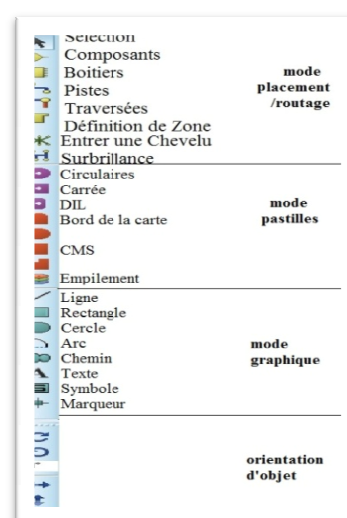 Sélection
Composants
Boitiers
Pistes
Traversées
Définition de Zone
Entrer une Chevelu
Surbrillance
mode
placement
/routage
Circulaires
Carrée
DIL
Bord de la carte
CMS
Empilement
mode
pastilles
Ligne
Rectangle
Cercle
Arc
Chemin
Texte
Symbole
Marqueur
mode
graphique
orientation
d'objet